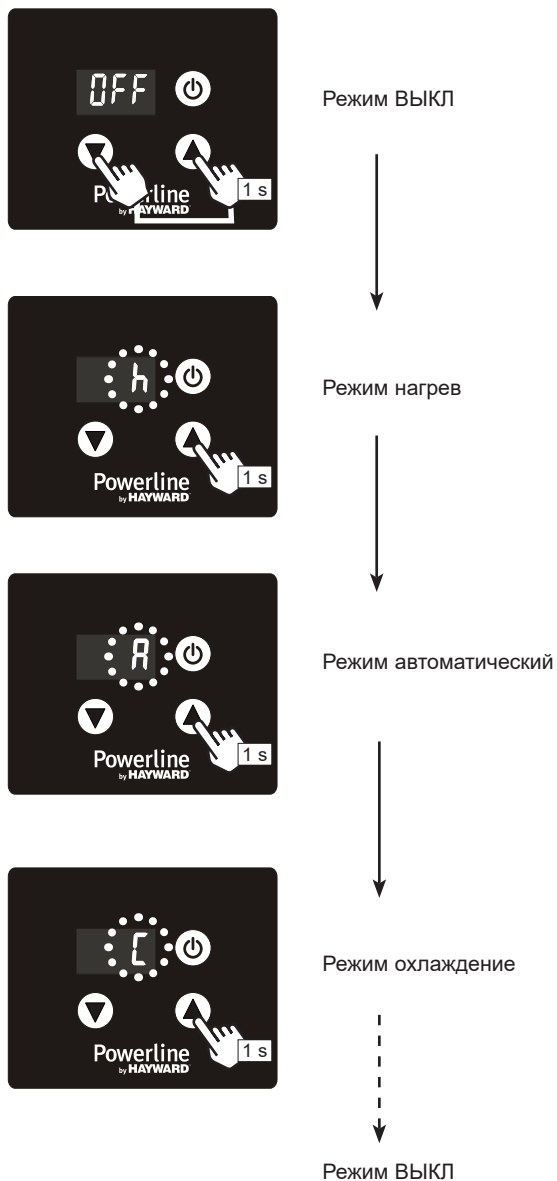 OFF
Режим ВЫКЛ
1 s
Powerline
by HAYWARD
h
Режим нагрев
1 s
Powerline
by HAYWARD
A
Режим автоматический
1 s
Powerline
by HAYWARD
C
Режим охлаждение
1 s
Powerline
by HAYWARD
Режим ВЫКЛ